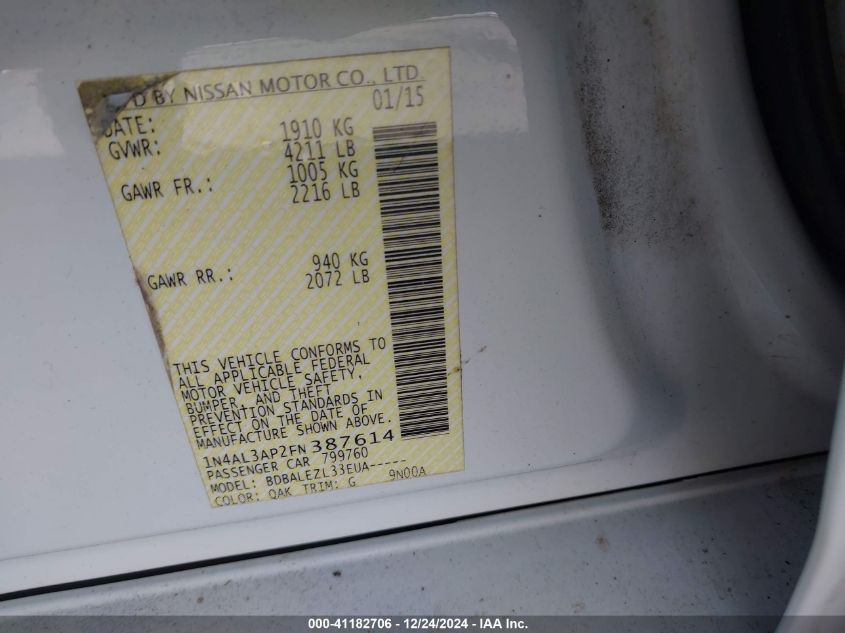 D BY NISSAN MOTOR CO., LTD
DATE: 01/15
GVWR: 1910 KG
4211 LB
GAWR FR.: 1005 KG
2216 LB
GAWR RR.: 940 KG
2072 LB
THIS VEHICLE CONFORMS TO
ALL APPLICABLE FEDERAL
MOTOR VEHICLE SAFETY,
BUMPER, AND THEFT
PREVENTION STANDARDS IN
EFFECT ON THE DATE OF
MANUFACTURE SHOWN ABOVE.
1N4AL3AP2FN387614
PASSENGER CAR 799760
MODEL: BDBALEZL33EUA-----
COLOR: QAK TRIM: G 9N00A
000-41182706 - 12/24/2024 - IAA Inc.